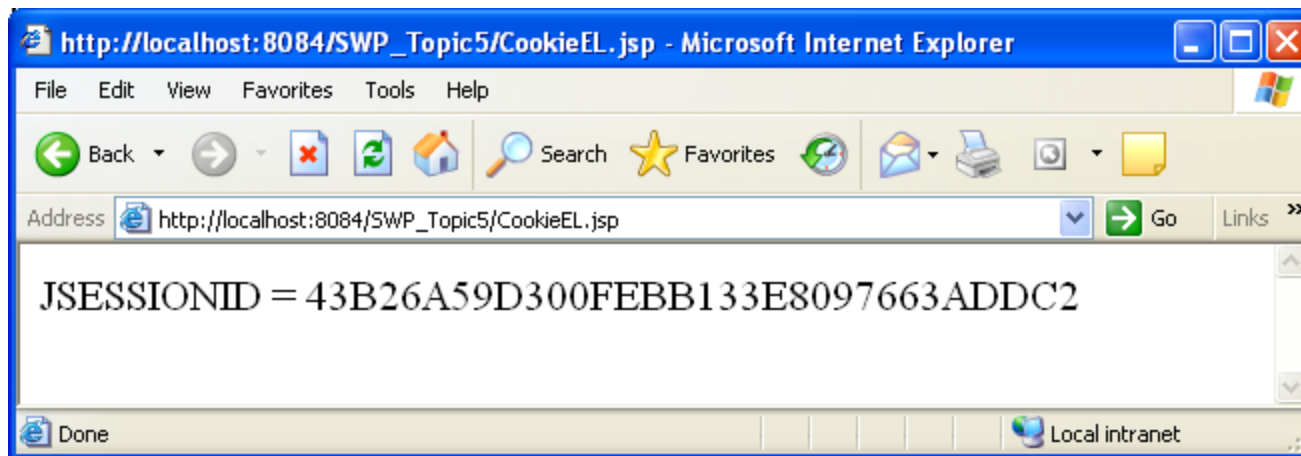 http://localhost:8084/SWP_Topic5/CookieEL.jsp - Microsoft Internet Explorer
File Edit View Favorites Tools Help
Back Search Favorites
Address http://localhost:8084/SWP_Topic5/CookieEL.jsp Go Links »
JSESSIONID = 43B26A59D300FEBB133E8097663ADDC2
Done Local intranet